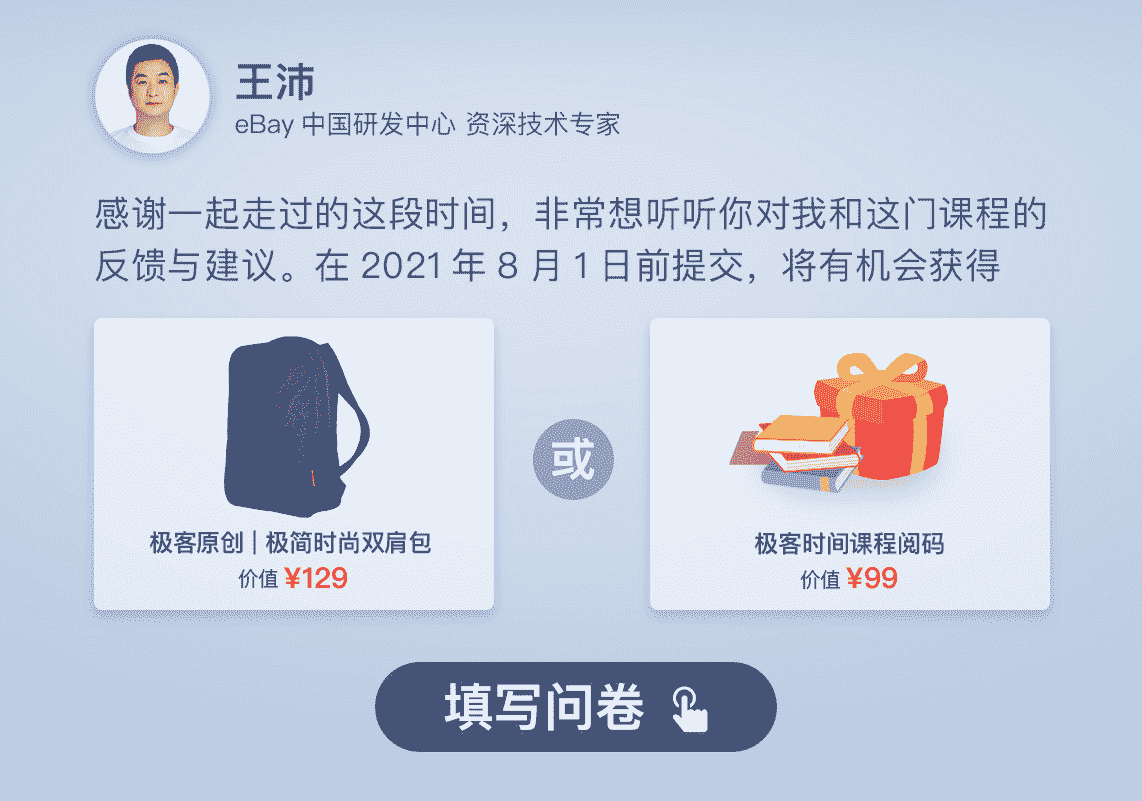 王沛
eBay 中国研发中心 资深技术专家
感谢一起走过的这段时间，非常想听听你对我和这门课程的
反馈与建议。在 2021 年 8 月 1 日前提交，将有机会获得
或
极客原创 | 极简时尚双肩包
价值 ¥129
极客时间课程阅码
价值 ¥99
填写问卷